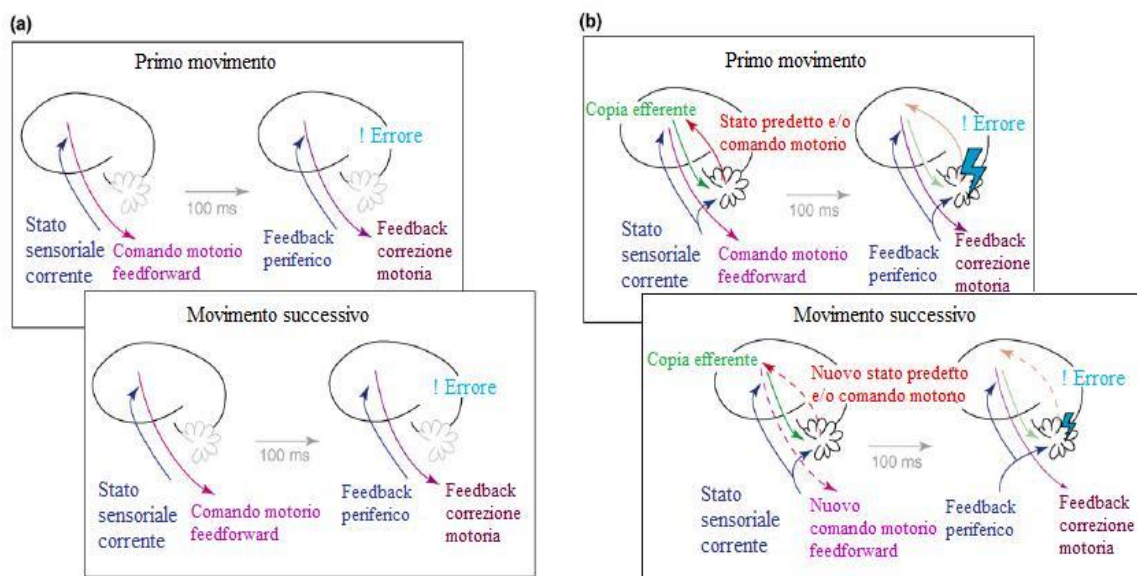 (a)
Primo movimento
! Errore
100 ms
Stato
sensoriale
corrente
Comando motorio
feedforward
Feedback
periferico
Feedback
correzione
motoria
Movimento successivo
! Errore
100 ms
Stato
sensoriale
corrente
Comando motorio
feedforward
Feedback
periferico
Feedback
correzione
motoria
(b)
Primo movimento
Copia efferente
Stato predetto e/o
comando motorio
! Errore
100 ms
Stato
sensoriale
corrente
Comando motorio
feedforward
Feedback
periferico
Feedback
correzione
motoria
Movimento successivo
Copia efferente
Nuovo stato predetto
e/o comando motorio
! Errore
100 ms
Stato
sensoriale
corrente
Nuovo
comando motorio
feedforward
Feedback
periferico
Feedback
correzione
motoria